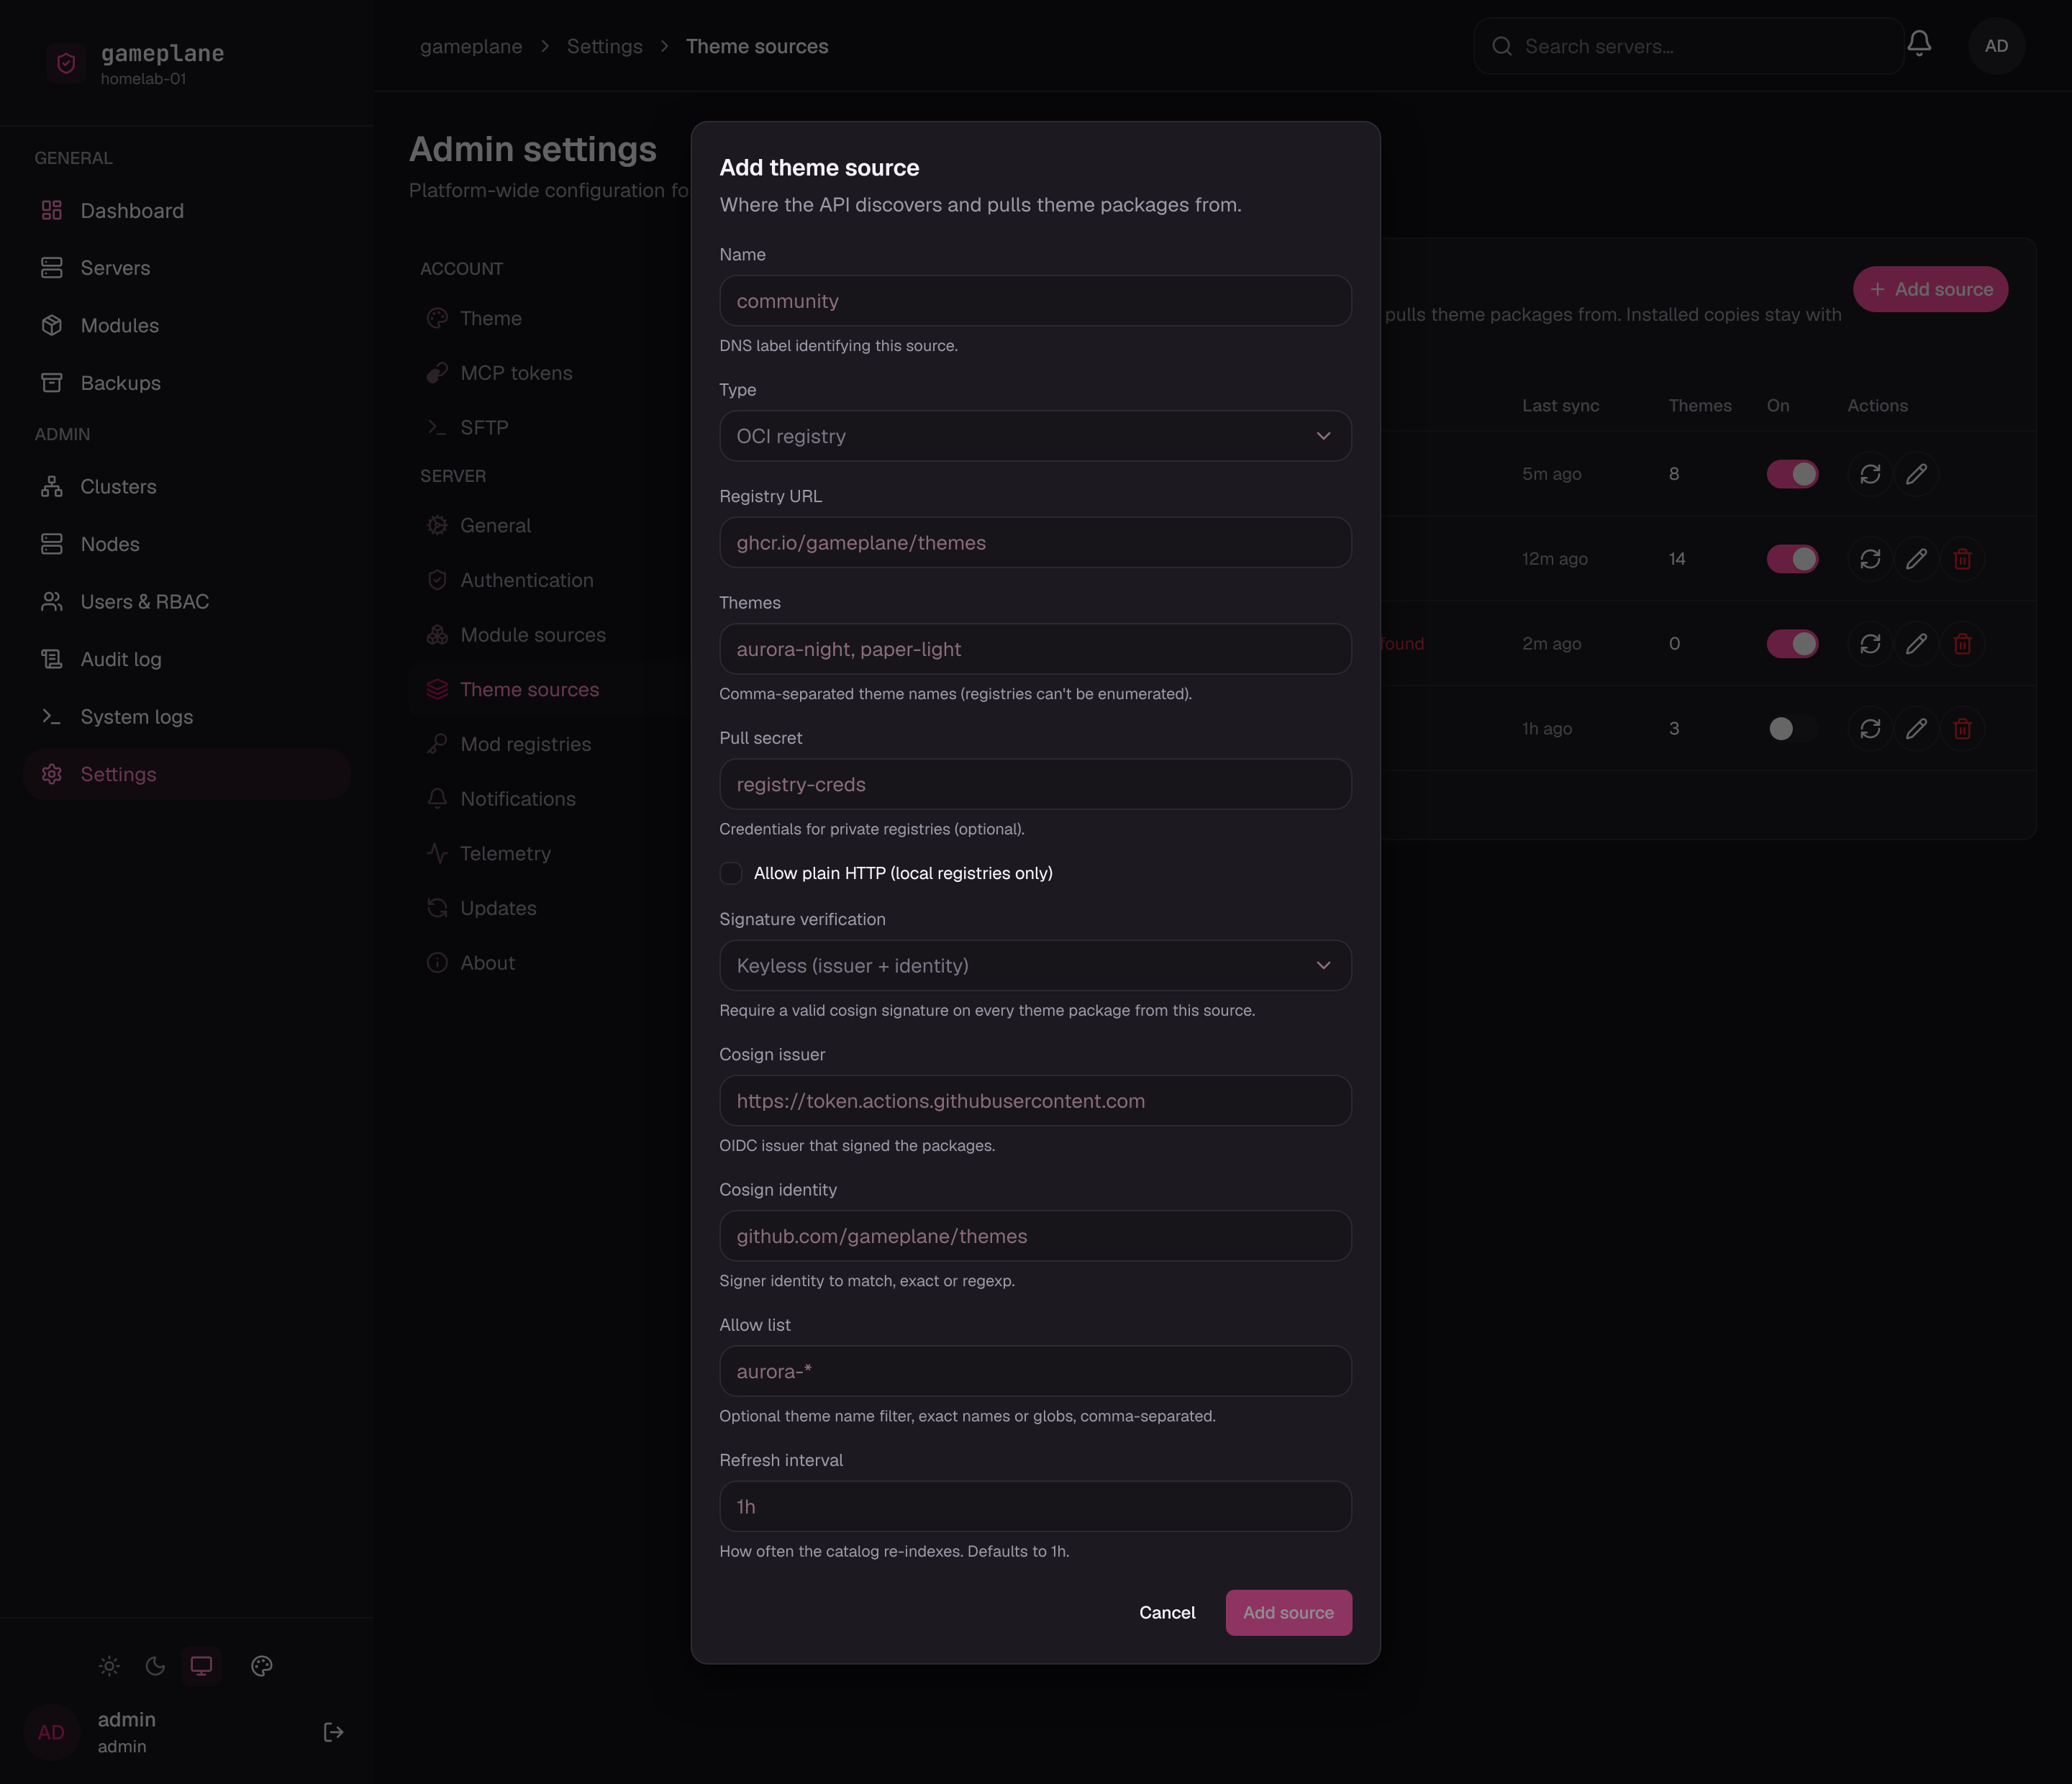 gameplane
homelab-01
GENERAL
Dashboard
Servers
Modules
Backups
ADMIN
Clusters
Nodes
Users & RBAC
Audit log
System logs
Settings
AD
admin
admin
gameplane
Settings
Theme sources
Search servers...
AD
Admin settings
Platform-wide configuration fo
ACCOUNT
Theme
MCP tokens
SFTP
SERVER
General
Authentication
Module sources
Theme sources
Mod registries
Notifications
Telemetry
Updates
About
Add theme source
Where the API discovers and pulls theme packages from.
Name
community
DNS label identifying this source.
Type
OCI registry
Registry URL
ghcr.io/gameplane/themes
Themes
aurora-night, paper-light
Comma-separated theme names (registries can't be enumerated).
Pull secret
registry-creds
Credentials for private registries (optional).
Allow plain HTTP (local registries only)
Signature verification
Keyless (issuer + identity)
Require a valid cosign signature on every theme package from this source.
Cosign issuer
https://token.actions.githubusercontent.com
OIDC issuer that signed the packages.
Cosign identity
github.com/gameplane/themes
Signer identity to match, exact or regexp.
Allow list
aurora-*
Optional theme name filter, exact names or globs, comma-separated.
Refresh interval
1h
How often the catalog re-indexes. Defaults to 1h.
Cancel
Add source
Add source
pulls theme packages from. Installed copies stay with
Last sync Themes On Actions
5m ago 8
12m ago 14
found 2m ago 0
1h ago 3